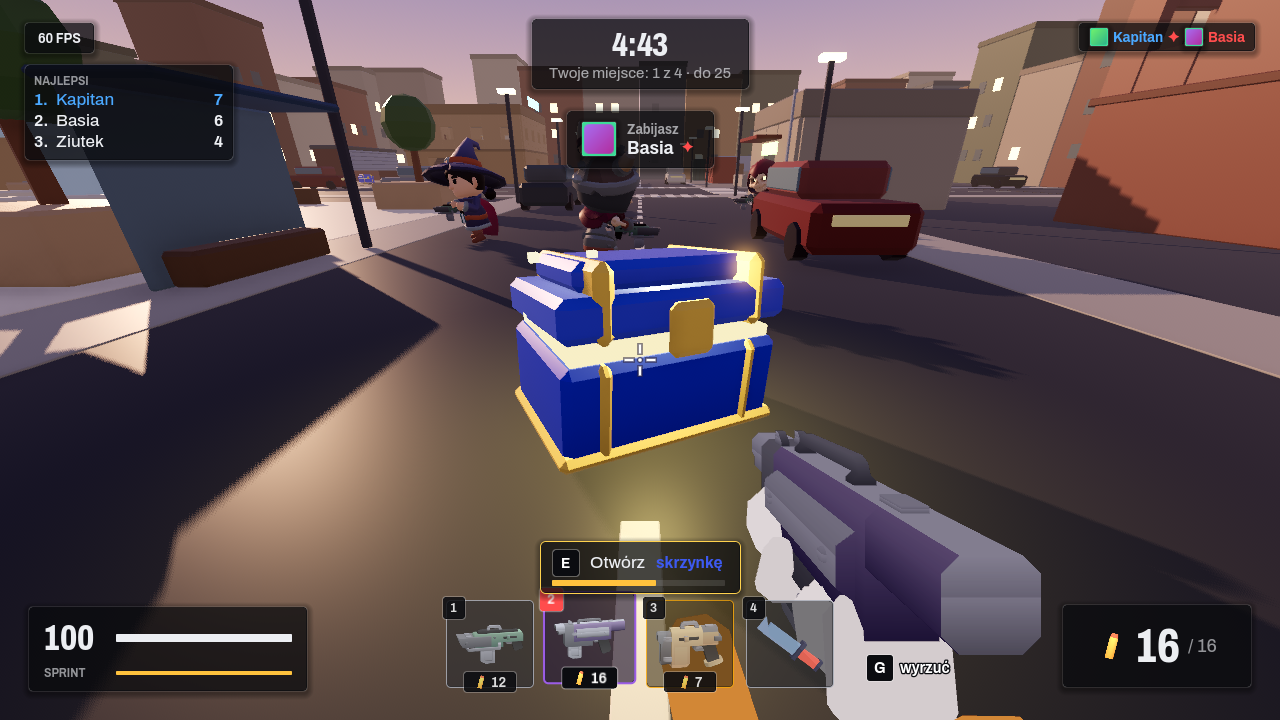 60 FPS
NAJLEPSI
1. Kapitan 7
2. Basia 6
3. Ziutek 4
4:43
Twoje miejsce: 1 z 4 · do 25
Zabijasz
Basia
Kapitan Basia
E Otwórz skrzynkę
100
SPRINT
1 2 3 4
12 16 7
G wyrzuć
16 / 16